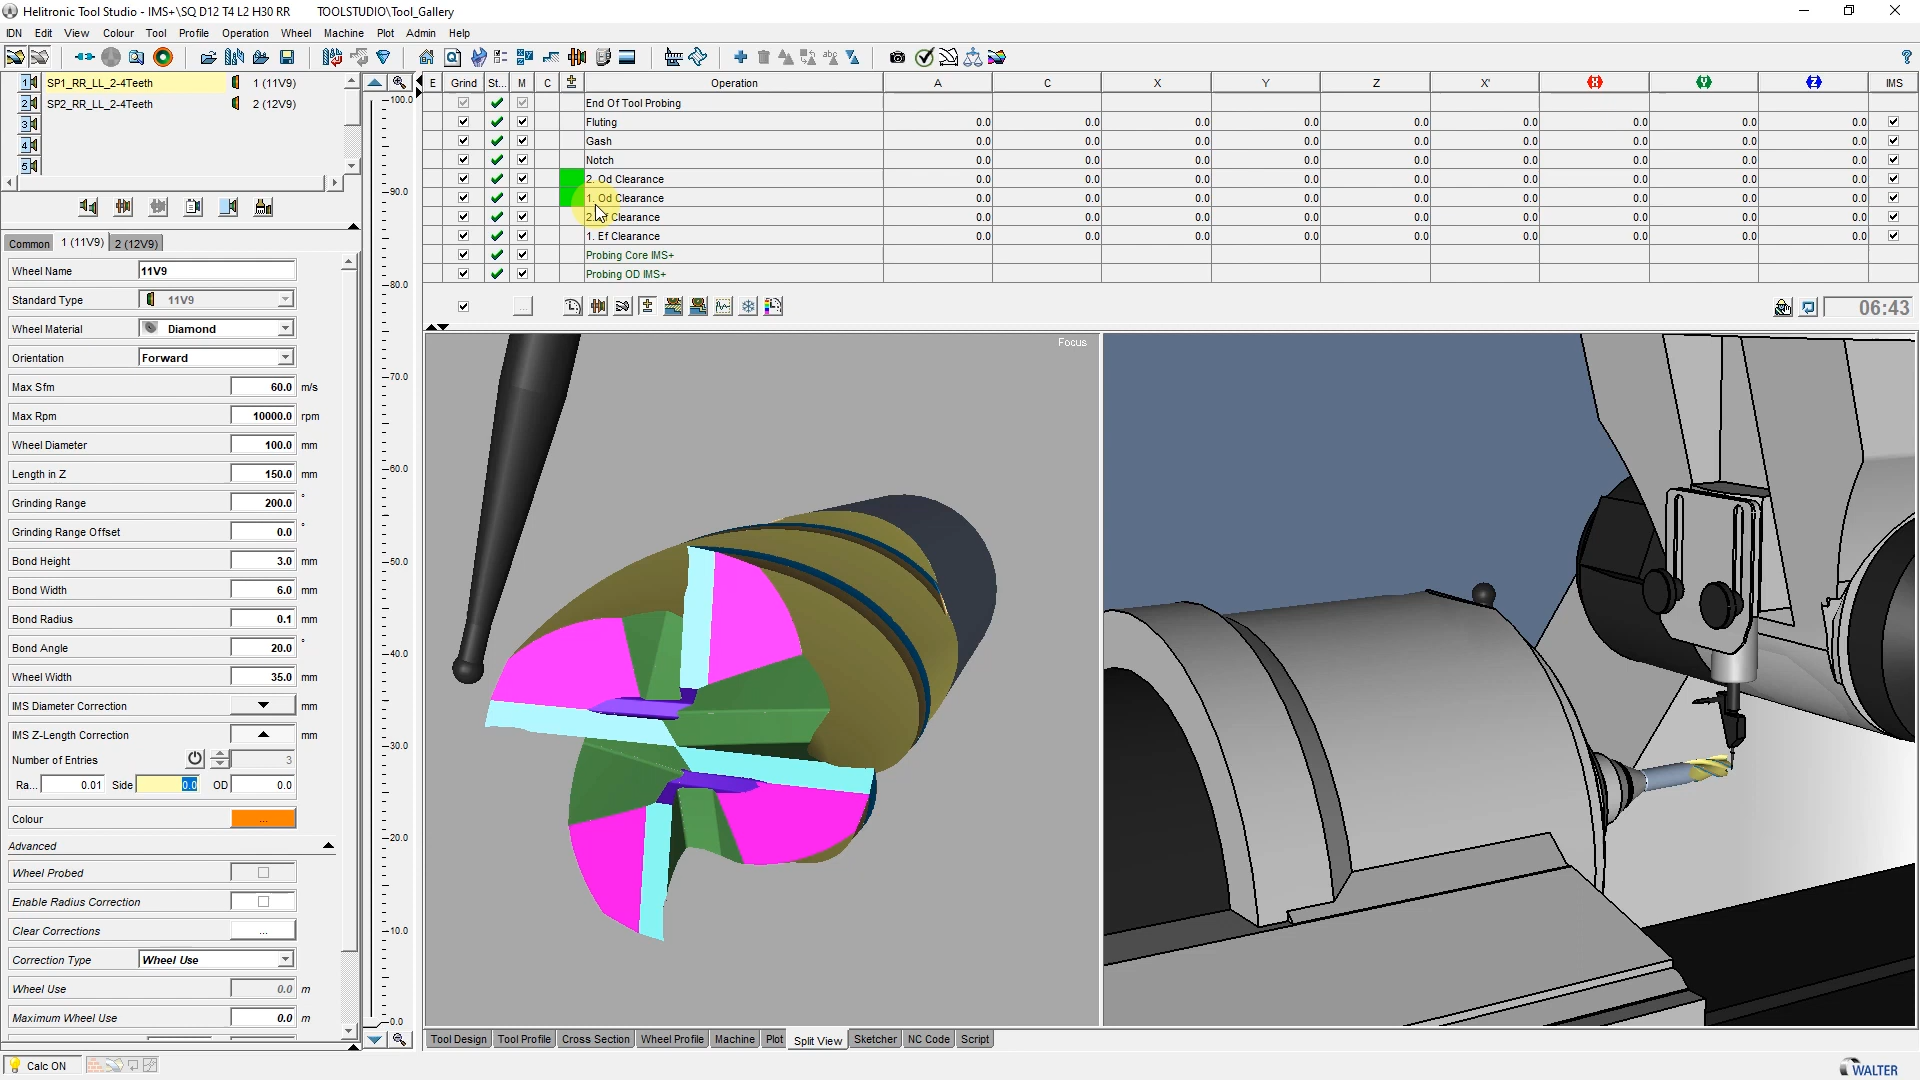 Helitronic Tool Studio - IMS+\SQ D12 T4 L2 H30 RR TOOLSTUDIO\Tool_Gallery
IDN Edit View Colour Tool Profile Operation Wheel Machine Plot Admin Help
1 SP1_RR_LL_2-4Teeth 1 (11V9)
2 SP2_RR_LL_2-4Teeth 2 (12V9)
3
4
5
E Grind St... M C Operation A C X Y Z X' X Y Z IMS
End Of Tool Probing
Fluting 0.0 0.0 0.0 0.0 0.0 0.0 0.0 0.0 0.0
Gash 0.0 0.0 0.0 0.0 0.0 0.0 0.0 0.0 0.0
Notch 0.0 0.0 0.0 0.0 0.0 0.0 0.0 0.0 0.0
2. Od Clearance 0.0 0.0 0.0 0.0 0.0 0.0 0.0 0.0 0.0
1. Od Clearance 0.0 0.0 0.0 0.0 0.0 0.0 0.0 0.0 0.0
2. Ef Clearance 0.0 0.0 0.0 0.0 0.0 0.0 0.0 0.0 0.0
1. Ef Clearance 0.0 0.0 0.0 0.0 0.0 0.0 0.0 0.0 0.0
Probing Core IMS+
Probing OD IMS+
... 06:43
Common 1 (11V9) 2 (12V9)
Wheel Name 11V9
Standard Type 11V9
Wheel Material Diamond
Orientation Forward
Max Sfm 60.0 m/s
Max Rpm 10000.0 rpm
Wheel Diameter 100.0 mm
Length in Z 150.0 mm
Grinding Range 200.0 °
Grinding Range Offset 0.0 °
Bond Height 3.0 mm
Bond Width 6.0 mm
Bond Radius 0.1 mm
Bond Angle 20.0 °
Wheel Width 35.0 mm
IMS Diameter Correction mm
IMS Z-Length Correction mm
Number of Entries 3
Ra... 0.01 Side 0.0 OD 0.0
Colour ...
Advanced
Wheel Probed
Enable Radius Correction
Clear Corrections ...
Correction Type Wheel Use
Wheel Use 0.0 m
Maximum Wheel Use 0.0 m
100.0
90.0
80.0
70.0
60.0
50.0
40.0
30.0
20.0
10.0
0.0
Focus
Tool Design Tool Profile Cross Section Wheel Profile Machine Plot Split View Sketcher NC Code Script
Calc ON
WALTER